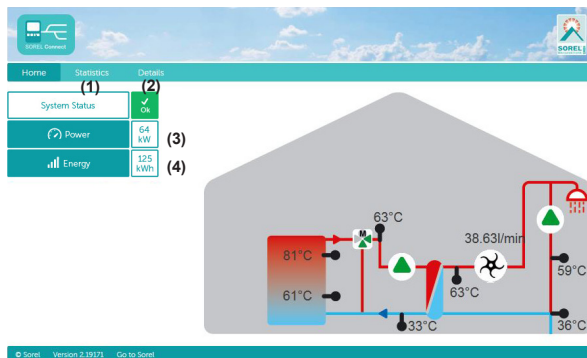 SOREL Connect
SOREL
Home
Statistics
Details
(1)
(2)
System Status
Ok
Power
64
kW
(3)
Energy
125
kWh
(4)
M
63°C
38.63l/min
81°C
63°C
59°C
61°C
33°C
36°C
© Sorel Version 2.19171 Go to Sorel